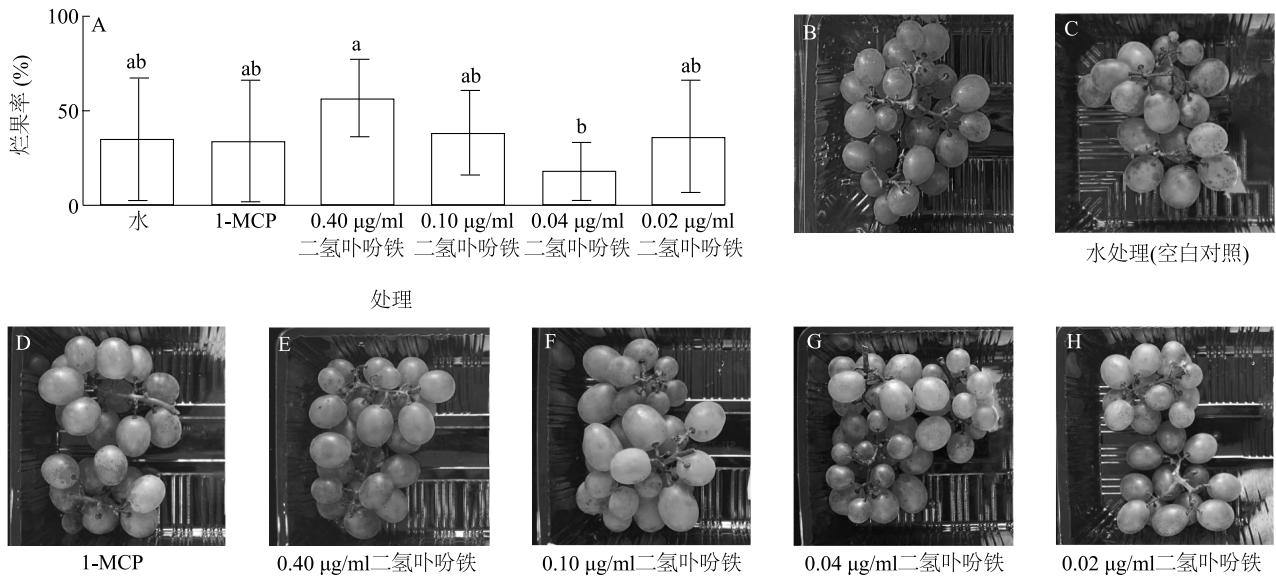 A
100
50
0
烂果率 (%)
ab
ab
a
ab
b
ab
水
1-MCP
0.40 μg/ml
二氢卟吩铁
0.10 μg/ml
二氢卟吩铁
0.04 μg/ml
二氢卟吩铁
0.02 μg/ml
二氢卟吩铁
处理
B
C
水处理(空白对照)
D
E
F
G
H
1-MCP
0.40 μg/ml二氢卟吩铁
0.10 μg/ml二氢卟吩铁
0.04 μg/ml二氢卟吩铁
0.02 μg/ml二氢卟吩铁